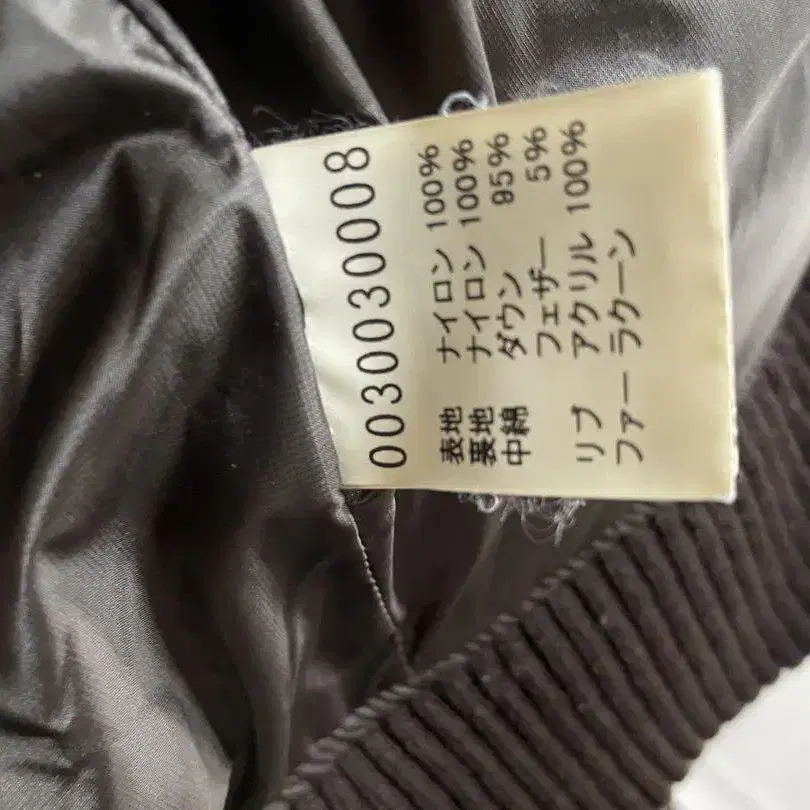 0030030008
表地 ナイロン 100%
裏地 ナイロン 100%
中綿 ダウン 95%
フェザー 5%
リブ アクリル 100%
ファー ラクーン